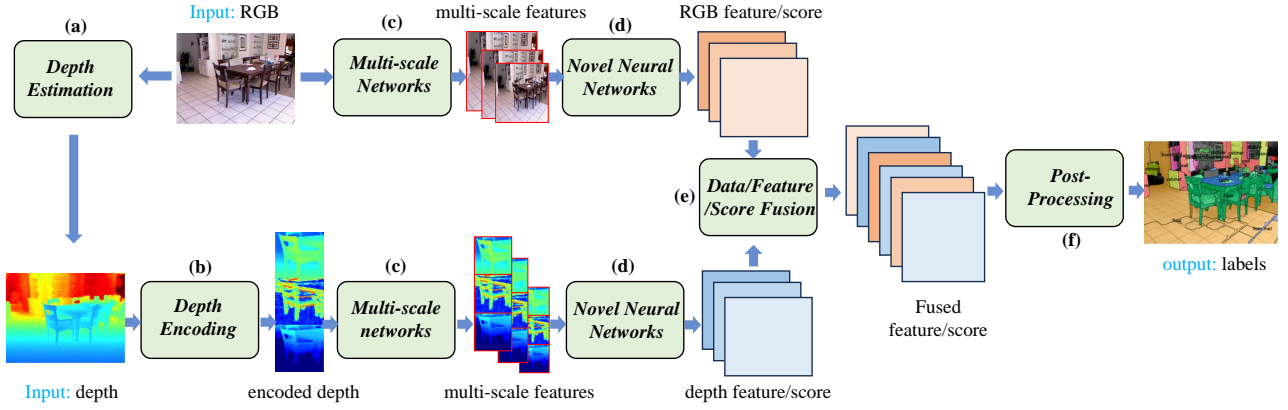 (a)
Depth
Estimation
Input: RGB
(c)
Multi-scale
Networks
multi-scale features
(d)
Novel Neural
Networks
RGB feature/score
(e)
Data/Feature
/Score Fusion
Post-
Processing
(f)
output: labels
Input: depth
(b)
Depth
Encoding
encoded depth
(c)
Multi-scale
networks
multi-scale features
(d)
Novel Neural
Networks
depth feature/score
Fused
feature/score